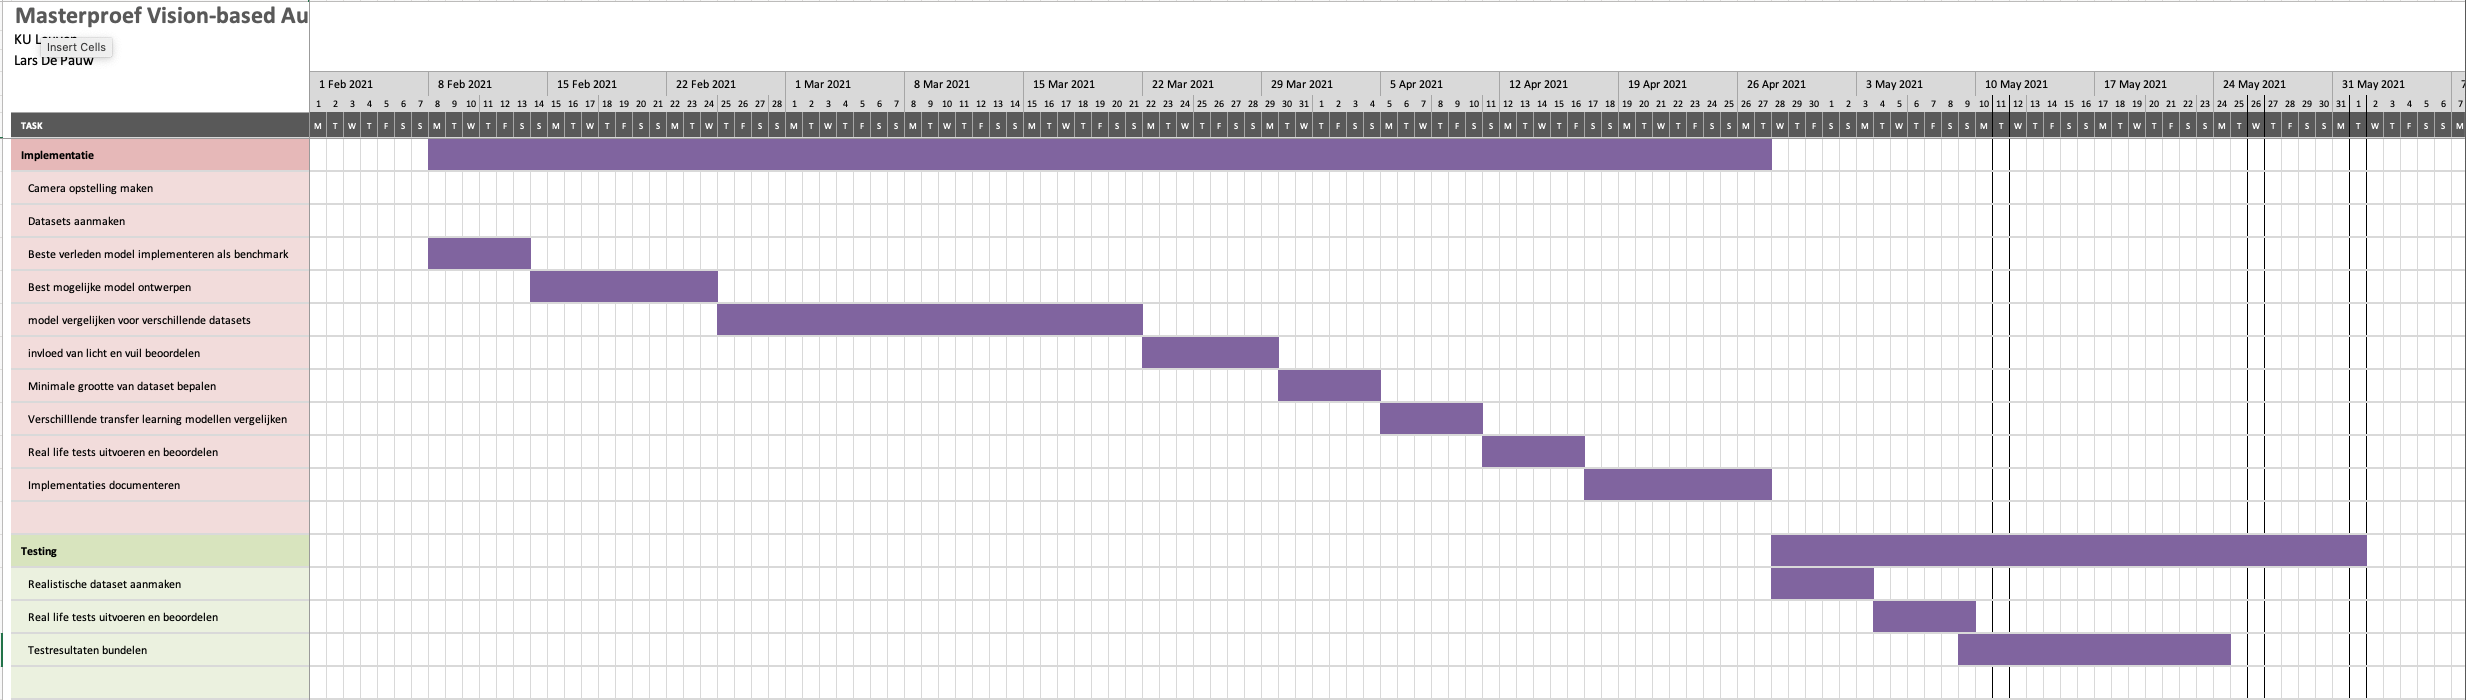 Masterproef Vision-based Au
KU
Insert Cells
Lars De Pauw
1 Feb 2021 8 Feb 2021 15 Feb 2021 22 Feb 2021 1 Mar 2021 8 Mar 2021 15 Mar 2021 22 Mar 2021 29 Mar 2021 5 Apr 2021 12 Apr 2021 19 Apr 2021 26 Apr 2021 3 May 2021 10 May 2021 17 May 2021 24 May 2021 31 May 2021 7
1 2 3 4 5 6 7 8 9 10 11 12 13 14 15 16 17 18 19 20 21 22 23 24 25 26 27 28 1 2 3 4 5 6 7 8 9 10 11 12 13 14 15 16 17 18 19 20 21 22 23 24 25 26 27 28 29 30 31 1 2 3 4 5 6 7 8 9 10 11 12 13 14 15 16 17 18 19 20 21 22 23 24 25 26 27 28 29 30 1 2 3 4 5 6 7 8 9 10 11 12 13 14 15 16 17 18 19 20 21 22 23 24 25 26 27 28 29 30 31 1 2 3 4 5 6 7
TASK M T W T F S S M T W T F S S M T W T F S S M T W T F S S M T W T F S S M T W T F S S M T W T F S S M T W T F S S M T W T F S S M T W T F S S M T W T F S S M T W T F S S M T W T F S S M T W T F S S M T W T F S S M T W T F S S M T W T F S S M T W T F S S M
Implementatie
Camera opstelling maken
Datasets aanmaken
Beste verleden model implementeren als benchmark
Best mogelijke model ontwerpen
model vergelijken voor verschillende datasets
invloed van licht en vuil beoordelen
Minimale grootte van dataset bepalen
Verschilllende transfer learning modellen vergelijken
Real life tests uitvoeren en beoordelen
Implementaties documenteren
Testing
Realistische dataset aanmaken
Real life tests uitvoeren en beoordelen
Testresultaten bundelen